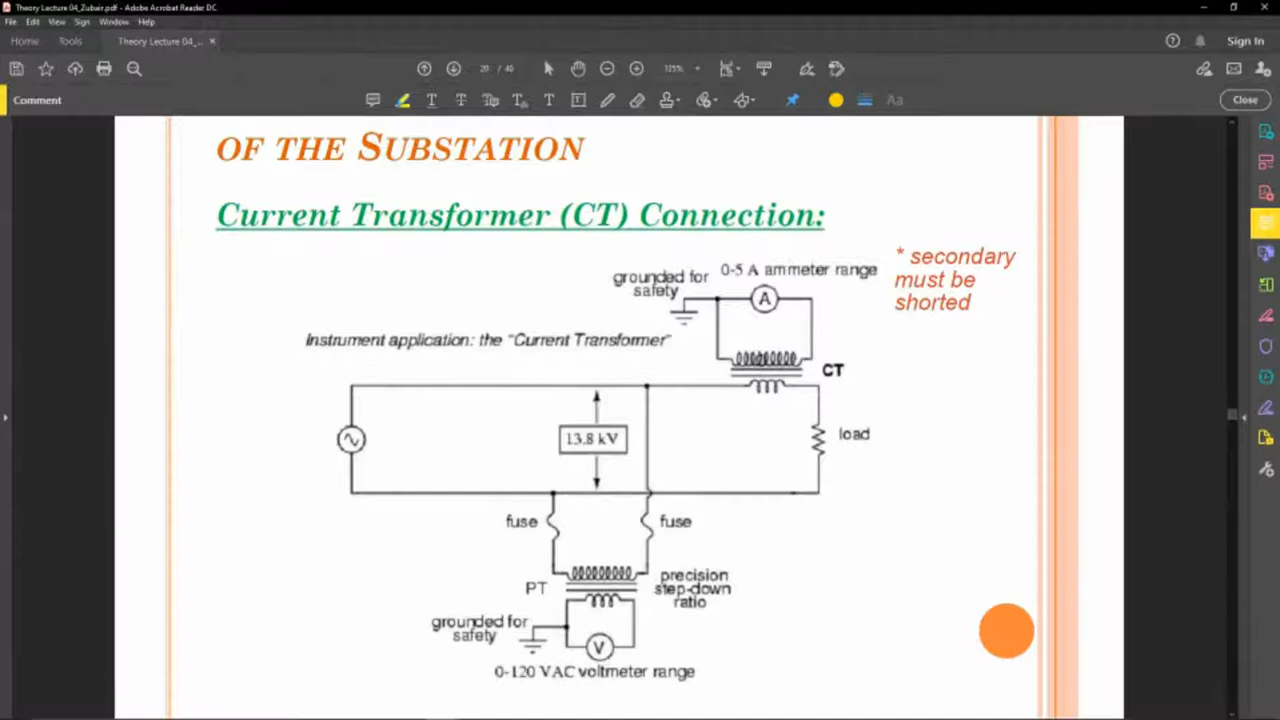 Theory Lecture 04_Zubair.pdf - Adobe Acrobat Reader DC
File Edit View Sign Window Help
Home Tools Theory Lecture 04_... × Sign In
20 / 40 125%
Comment Close
OF THE SUBSTATION
Current Transformer (CT) Connection:
* secondary
must be
shorted
grounded for
safety
0-5 A ammeter range
A
Instrument application: the "Current Transformer"
CT
13.8 kV
load
fuse
fuse
PT
precision
step-down
ratio
grounded for
safety
V
0-120 VAC voltmeter range